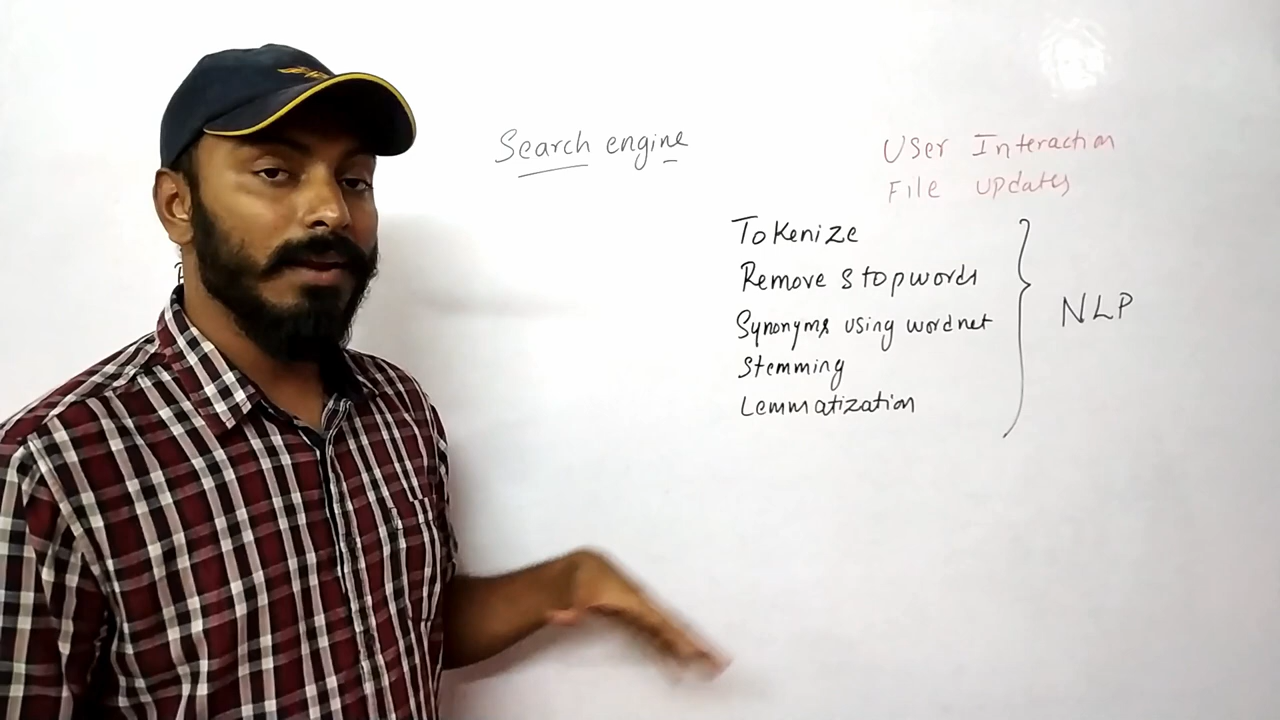 Search engine
User Interaction
File updates
Tokenize
Remove stopwords
Synonyms using wordnet
Stemming
Lemmatization
NLP